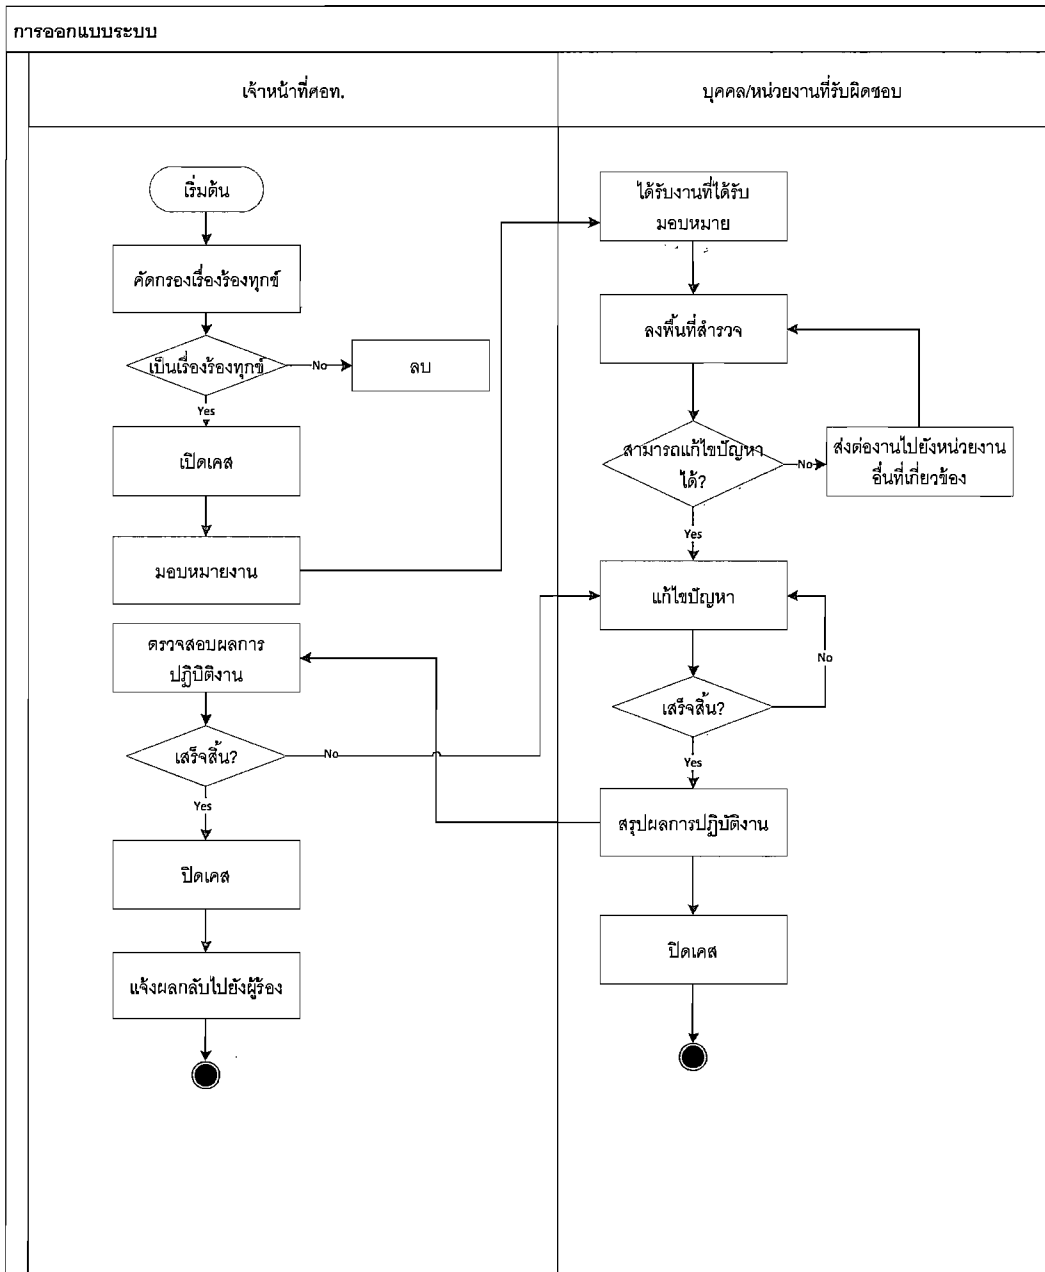 การออกแบบระบบ
เจ้าหน้าที่ศอท.
บุคคล/หน่วยงานที่รับผิดชอบ
เริ่มต้น
คัดกรองเรื่องร้องทุกข์
เป็นเรื่องร้องทุกข์
No
ลบ
Yes
เปิดเคส
มอบหมายงาน
ตรวจสอบผลการ
ปฏิบัติงาน
เสร็จสิ้น?
No
Yes
ปิดเคส
แจ้งผลกลับไปยังผู้ร้อง
ได้รับงานที่ได้รับ
มอบหมาย
ลงพื้นที่สำรวจ
สามารถแก้ไขปัญหา
ได้?
No
ส่งต่องานไปยังหน่วยงาน
อื่นที่เกี่ยวข้อง
Yes
แก้ไขปัญหา
No
เสร็จสิ้น?
Yes
สรุปผลการปฏิบัติงาน
ปิดเคส